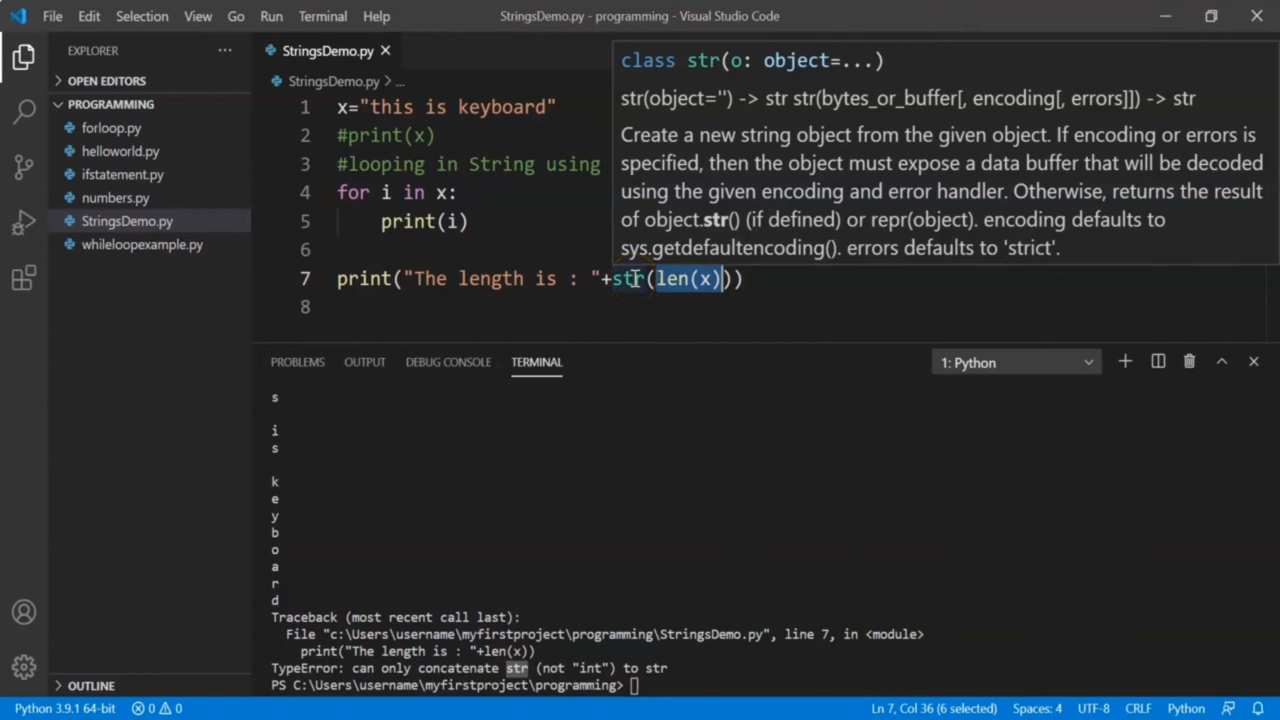 File Edit Selection View Go Run Terminal Help StringsDemo.py - programming - Visual Studio Code
EXPLORER
OPEN EDITORS
PROGRAMMING
forloop.py
helloworld.py
ifstatement.py
numbers.py
StringsDemo.py
whileloopexample.py
OUTLINE
StringsDemo.py
StringsDemo.py > ...
1 x="this is keyboard"
2 #print(x)
3 #looping in String using
4 for i in x:
5 print(i)
6
7 print("The length is : "+str(len(x)))
8
class str(o: object=...)
str(object='') -> str str(bytes_or_buffer[, encoding[, errors]]) -> str
Create a new string object from the given object. If encoding or errors is
specified, then the object must expose a data buffer that will be decoded
using the given encoding and error handler. Otherwise, returns the result
of object.str() (if defined) or repr(object). encoding defaults to
sys.getdefaultencoding(). errors defaults to 'strict'.
PROBLEMS OUTPUT DEBUG CONSOLE TERMINAL 1: Python
s
i
s
k
e
y
b
o
a
r
d
Traceback (most recent call last):
File "c:\Users\username\myfirstproject\programming\StringsDemo.py", line 7, in <module>
print("The length is : "+len(x))
TypeError: can only concatenate str (not "int") to str
PS C:\Users\username\myfirstproject\programming>
Python 3.9.1 64-bit 0 0 Ln 7, Col 36 (6 selected) Spaces: 4 UTF-8 CRLF Python